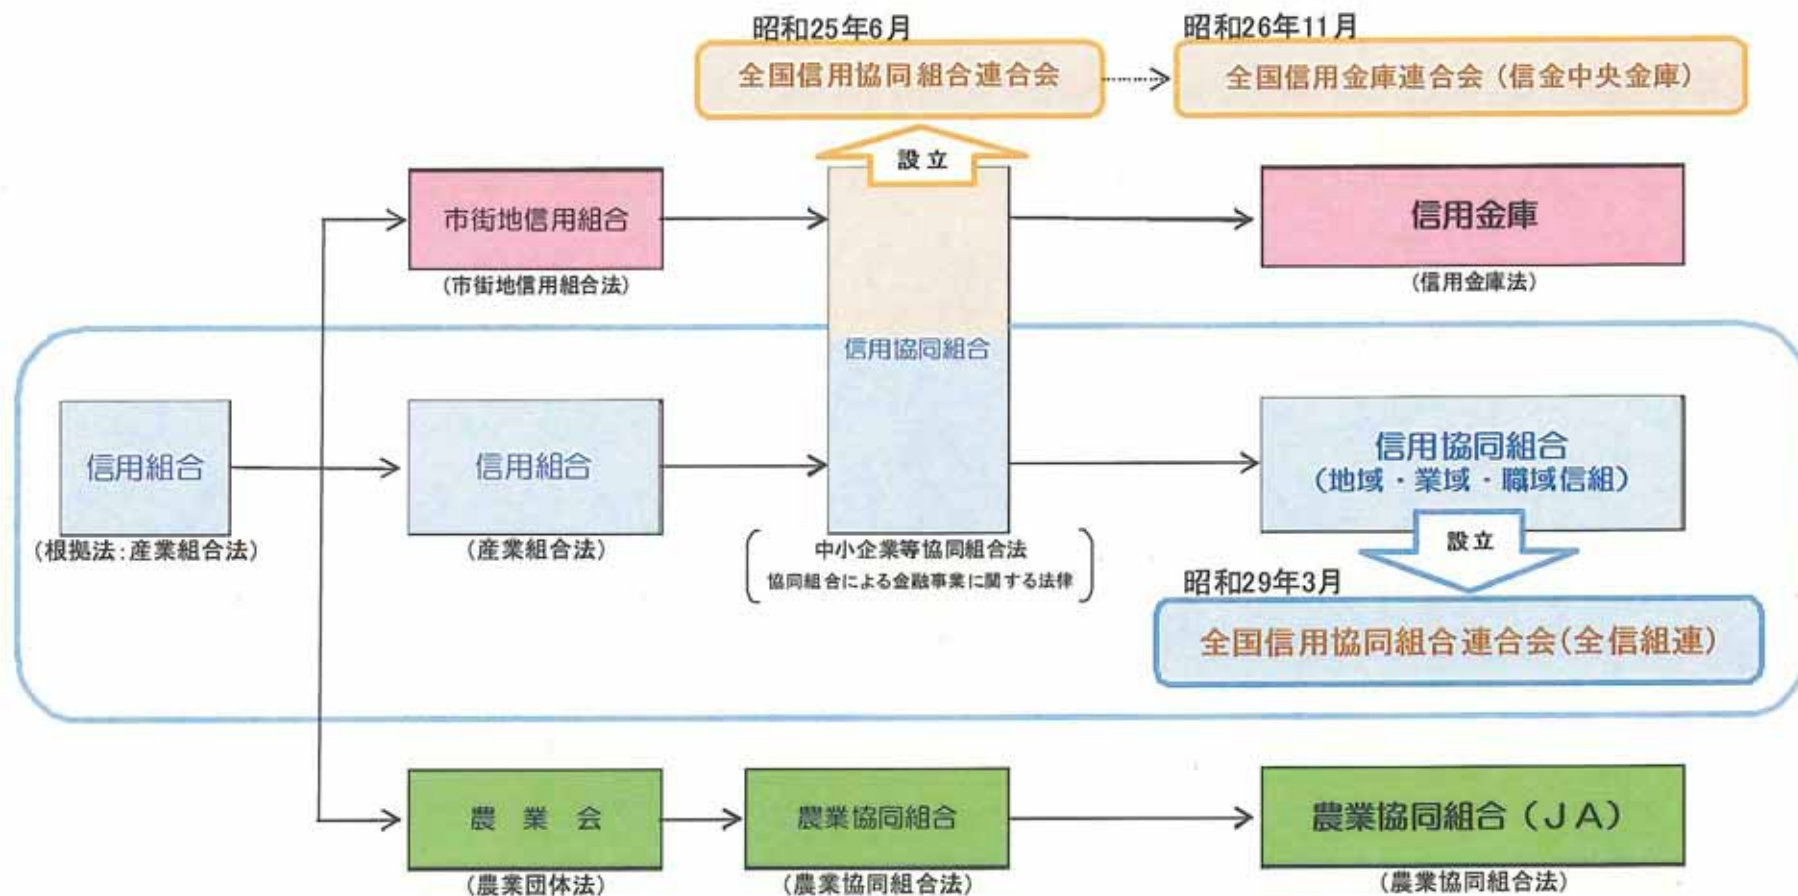 昭和25年6月
全国信用協同組合連合会
昭和26年11月
全国信用金庫連合会（信金中央金庫）
設立
市街地信用組合
(市街地信用組合法)
信用金庫
(信用金庫法)
信用協同組合
信用組合
(根拠法:産業組合法)
信用組合
(産業組合法)
中小企業等協同組合法
協同組合による金融事業に関する法律
信用協同組合
（地域・業域・職域信組）
設立
昭和29年3月
全国信用協同組合連合会(全信組連)
農　業　会
(農業団体法)
農業協同組合
(農業協同組合法)
農業協同組合（ＪＡ）
(農業協同組合法)